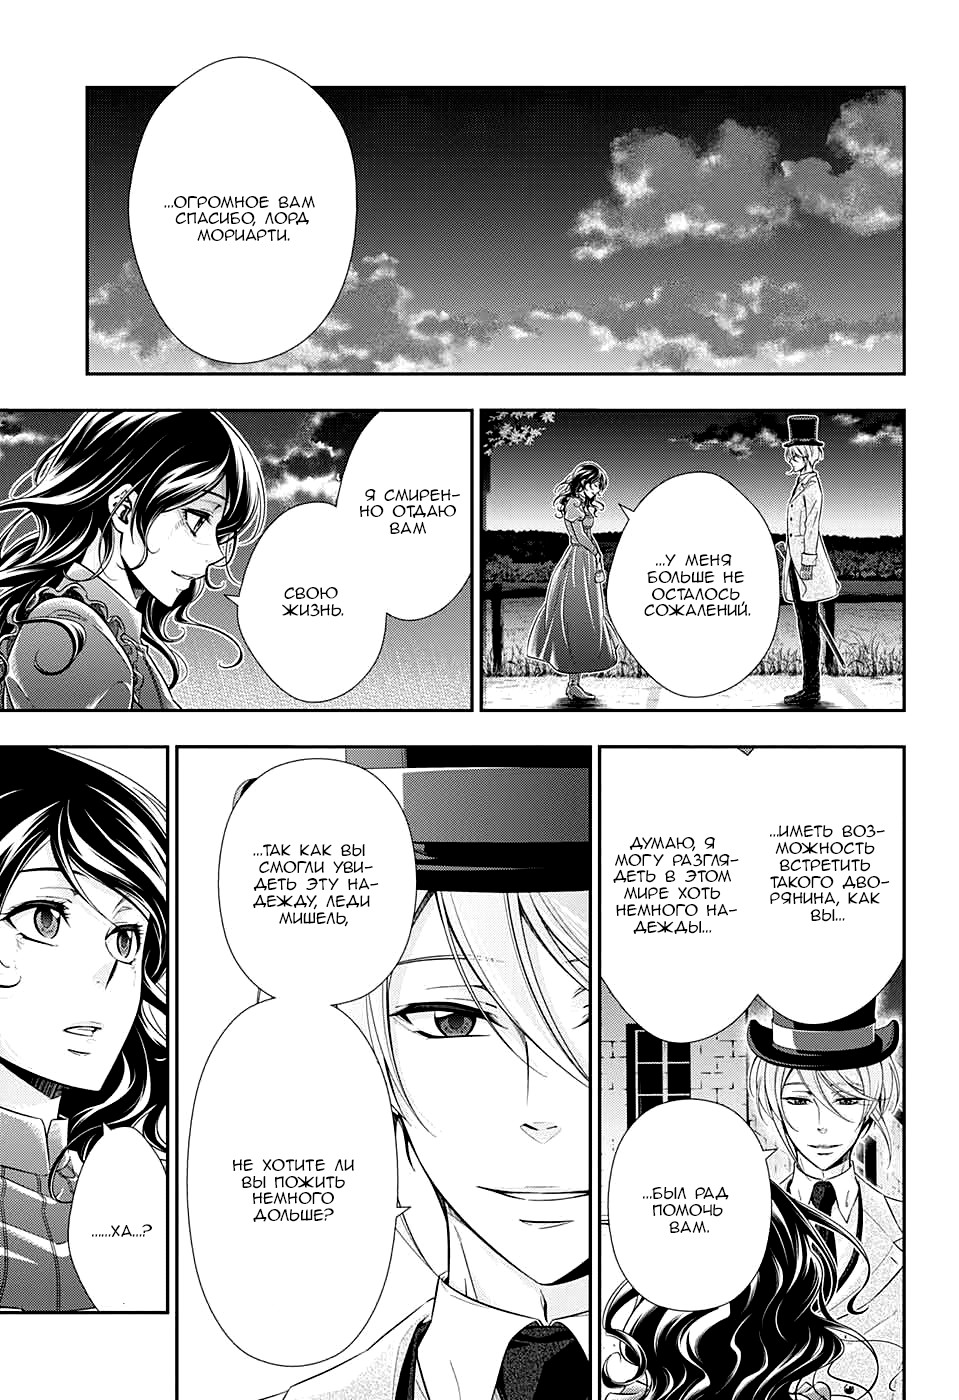 ...ОГРОМНОЕ ВАМ
СПАСИБО, ЛОРД
МОРИАРТИ.
...У МЕНЯ
БОЛЬШЕ НЕ
ОСТАЛОСЬ
СОЖАЛЕНИЙ.
Я СМИРЕН-
НО ОТДАЮ
ВАМ
СВОЮ
ЖИЗНЬ.
...ИМЕТЬ ВОЗ-
МОЖНОСТЬ
ВСТРЕТИТЬ
ТАКОГО ДВО-
РЯНИНА, КАК
ВЫ...
ДУМАЮ, Я
МОГУ РАЗГЛЯ-
ДЕТЬ В ЭТОМ
МИРЕ ХОТЬ
НЕМНОГО НА-
ДЕЖДЫ...
...БЫЛ РАД
ПОМОЧЬ
ВАМ.
...ТАК КАК ВЫ
СМОГЛИ УВИ-
ДЕТЬ ЭТУ НА-
ДЕЖДУ, ЛЕДИ
МИШЕЛЬ,
НЕ ХОТИТЕ ЛИ
ВЫ ПОЖИТЬ
НЕМНОГО
ДОЛЬШЕ?
......ХА...?